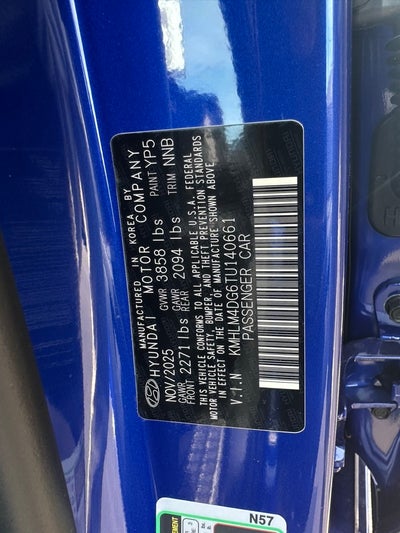 MANUFACTURED IN KOREA BY
HYUNDAI MOTOR COMPANY
NOV/2025 GVWR 3858 lbs PAINT YP5
GAWR FRONT 2271 lbs GAWR REAR 2094 lbs TRIM NNB
THIS VEHICLE CONFORMS TO ALL APPLICABLE U.S.A. FEDERAL
MOTOR VEHICLE SAFETY, BUMPER, AND THEFT PREVENTION STANDARDS
IN EFFECT ON THE DATE OF MANUFACTURE SHOWN ABOVE.
V.I.N KMHLM4DG6TU140661
PASSENGER CAR
N57